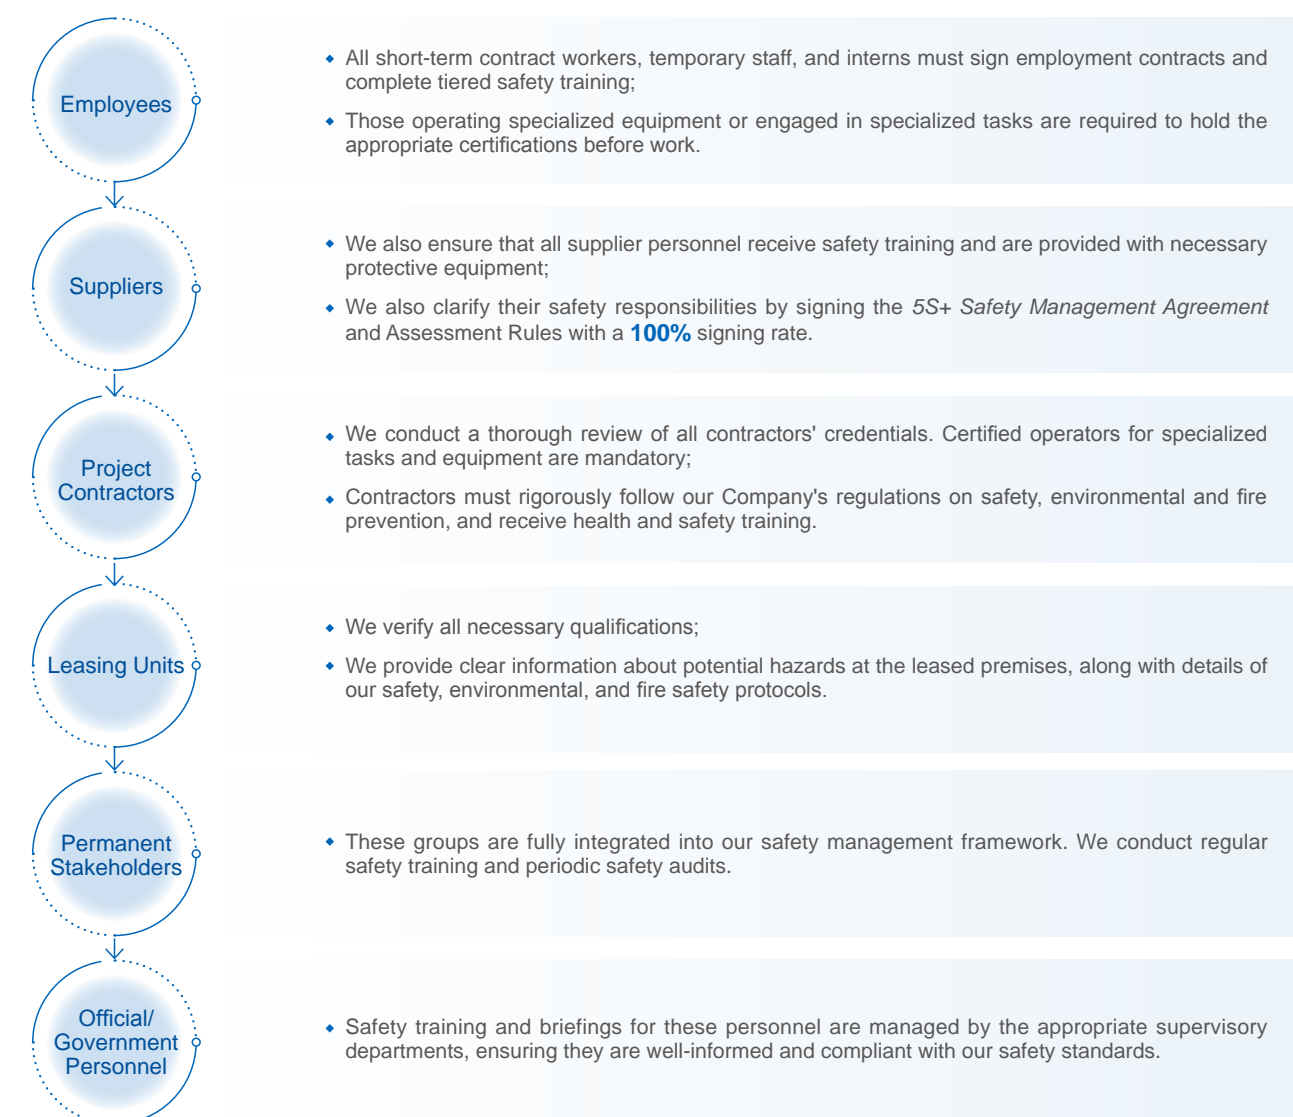 Employees
All short-term contract workers, temporary staff, and interns must sign employment contracts and
complete tiered safety training;
Those operating specialized equipment or engaged in specialized tasks are required to hold the
appropriate certifications before work.
Suppliers
We also ensure that all supplier personnel receive safety training and are provided with necessary
protective equipment;
We also clarify their safety responsibilities by signing the 5S+ Safety Management Agreement
and Assessment Rules with a 100% signing rate.
Project
Contractors
We conduct a thorough review of all contractors' credentials. Certified operators for specialized
tasks and equipment are mandatory;
Contractors must rigorously follow our Company's regulations on safety, environmental and fire
prevention, and receive health and safety training.
Leasing Units
We verify all necessary qualifications;
We provide clear information about potential hazards at the leased premises, along with details of
our safety, environmental, and fire safety protocols.
Permanent
Stakeholders
These groups are fully integrated into our safety management framework. We conduct regular
safety training and periodic safety audits.
Official/
Government
Personnel
Safety training and briefings for these personnel are managed by the appropriate supervisory
departments, ensuring they are well-informed and compliant with our safety standards.